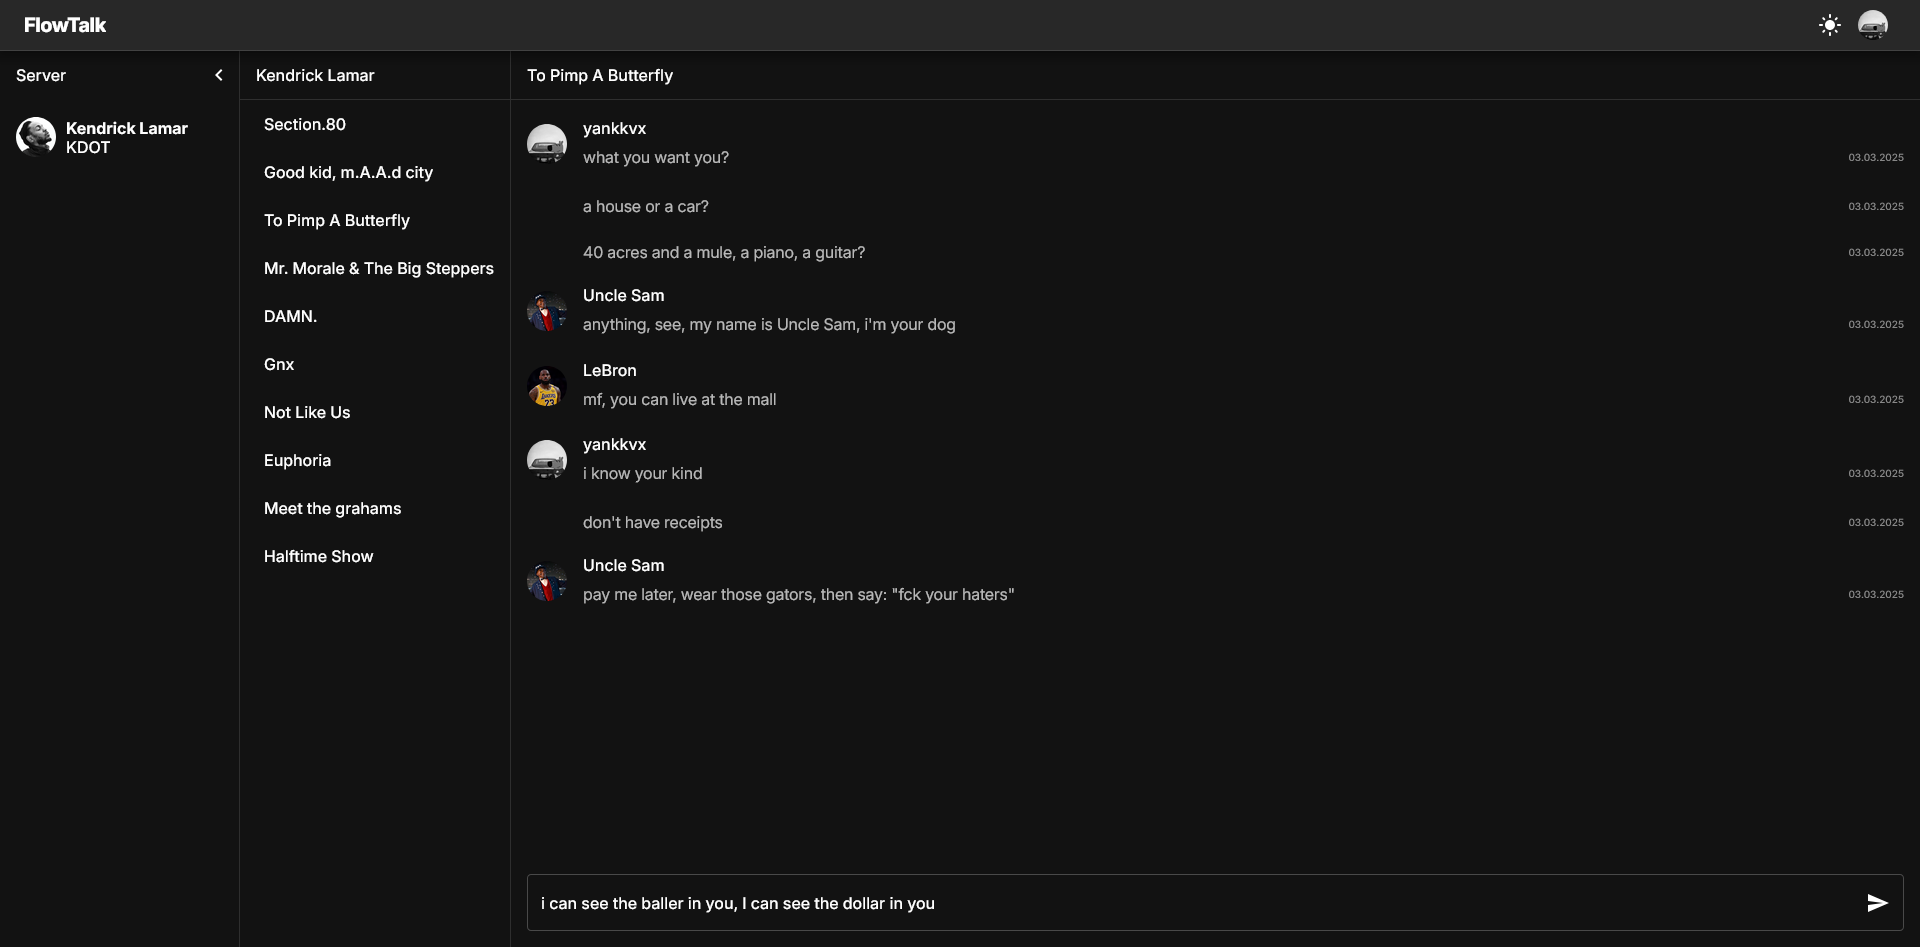 FlowTalk
Server
Kendrick Lamar
KDOT
Kendrick Lamar
Section.80
Good kid, m.A.A.d city
To Pimp A Butterfly
Mr. Morale & The Big Steppers
DAMN.
Gnx
Not Like Us
Euphoria
Meet the grahams
Halftime Show
To Pimp A Butterfly
yankkvx
what you want you? 03.03.2025
a house or a car? 03.03.2025
40 acres and a mule, a piano, a guitar? 03.03.2025
Uncle Sam
anything, see, my name is Uncle Sam, i'm your dog 03.03.2025
LeBron
mf, you can live at the mall 03.03.2025
yankkvx
i know your kind 03.03.2025
don't have receipts 03.03.2025
Uncle Sam
pay me later, wear those gators, then say: "fck your haters" 03.03.2025
i can see the baller in you, I can see the dollar in you